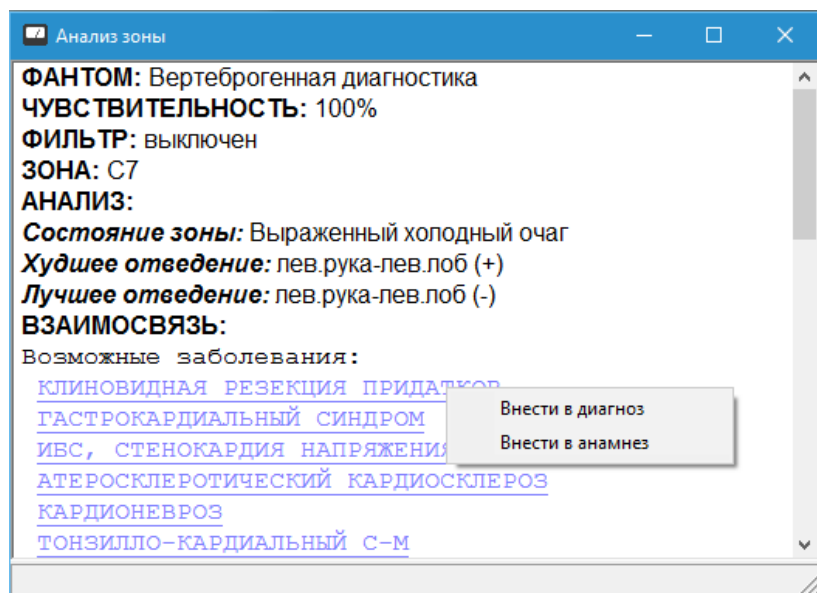 Анализ зоны
ФАНТОМ: Вертеброгенная диагностика
ЧУВСТВИТЕЛЬНОСТЬ: 100%
ФИЛЬТР: выключен
ЗОНА: C7
АНАЛИЗ:
Состояние зоны: Выраженный холодный очаг
Худшее отведение: лев.рука-лев.лоб (+)
Лучшее отведение: лев.рука-лев.лоб (-)
ВЗАИМОСВЯЗЬ:
Возможные заболевания:
КЛИНОВИДНАЯ РЕЗЕКЦИЯ ПРИДАТКОВ
ГАСТРОКАРДИАЛЬНЫЙ СИНДРОМ
ИБС, СТЕНОКАРДИЯ НАПРЯЖЕНИЯ
АТЕРОСКЛЕРОТИЧЕСКИЙ КАРДИОСКЛЕРОЗ
КАРДИОНЕВРОЗ
ТОНЗИЛЛО-КАРДИАЛЬНЫЙ С-М
Внести в диагноз
Внести в анамнез